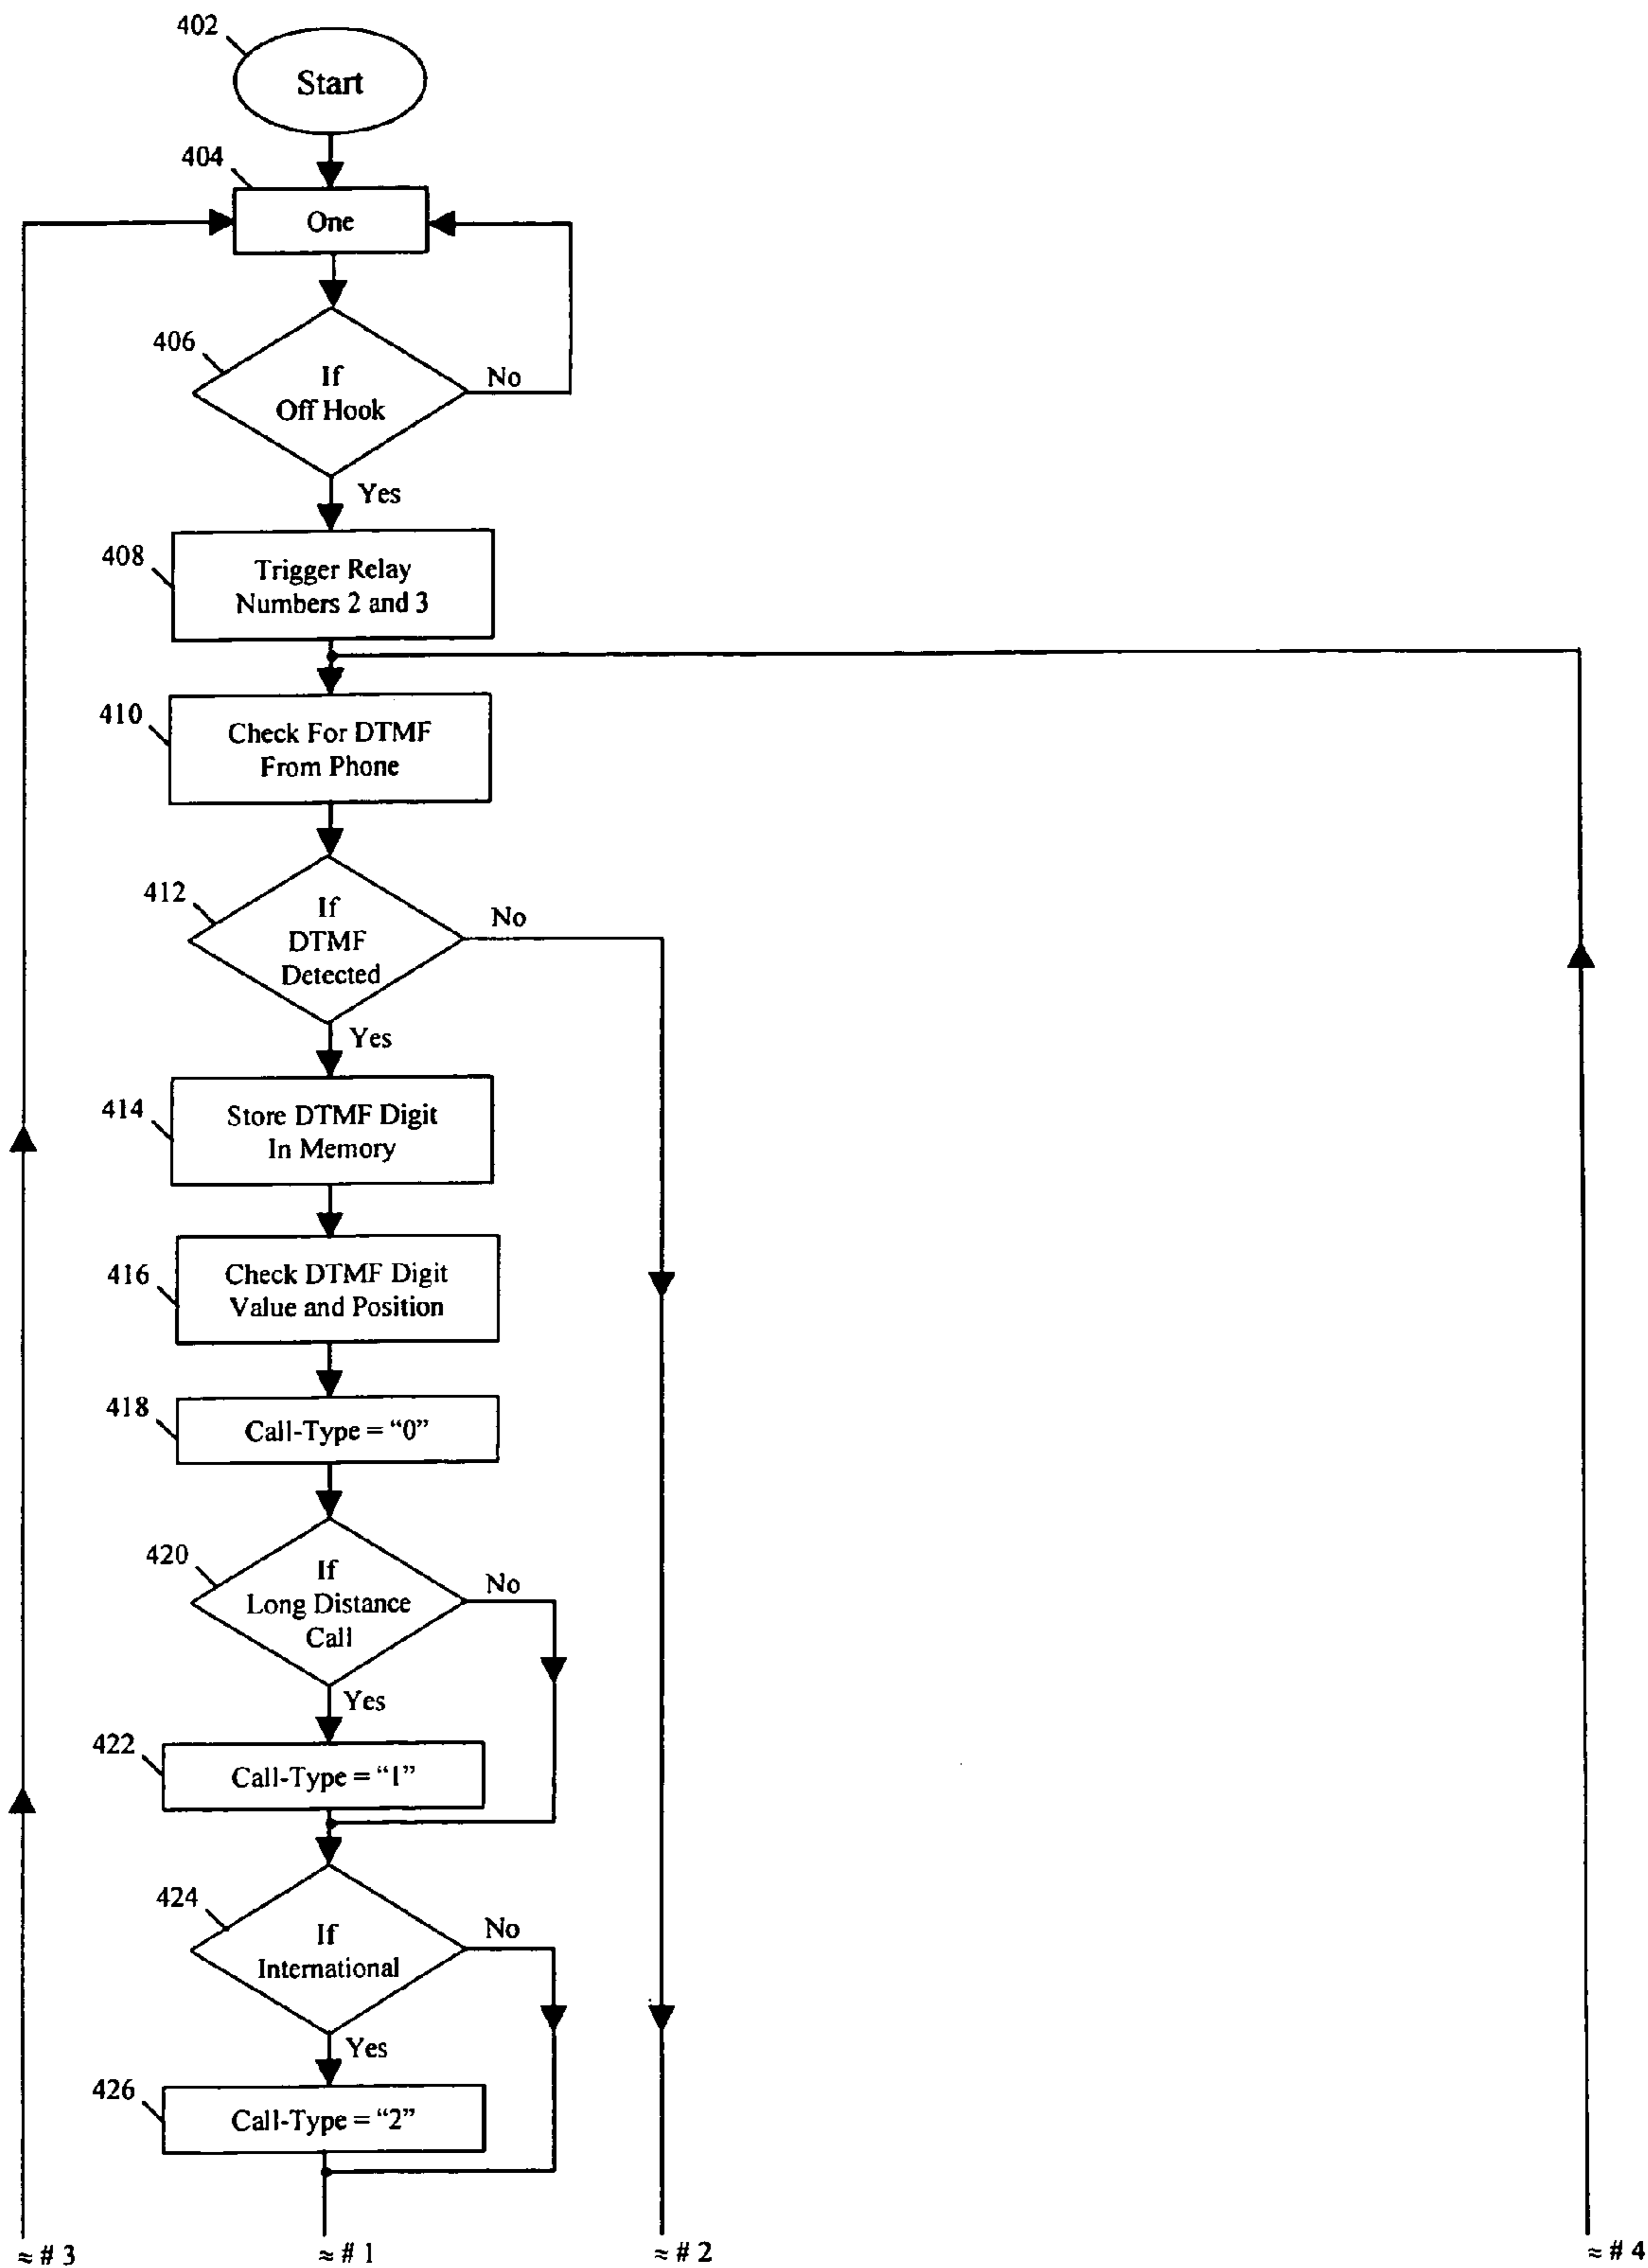 402
Start
404
One
406
If
Off Hook
No
Yes
408
Trigger Relay
Numbers 2 and 3
410
Check For DTMF
From Phone
412
If
DTMF
Detected
No
Yes
414
Store DTMF Digit
In Memory
416
Check DTMF Digit
Value and Position
418
Call-Type = “0”
420
If
Long Distance
Call
No
Yes
422
Call-Type = “1”
424
If
International
No
Yes
426
Call-Type = “2”
≈ # 3
≈ # 1
≈ # 2
≈ # 4